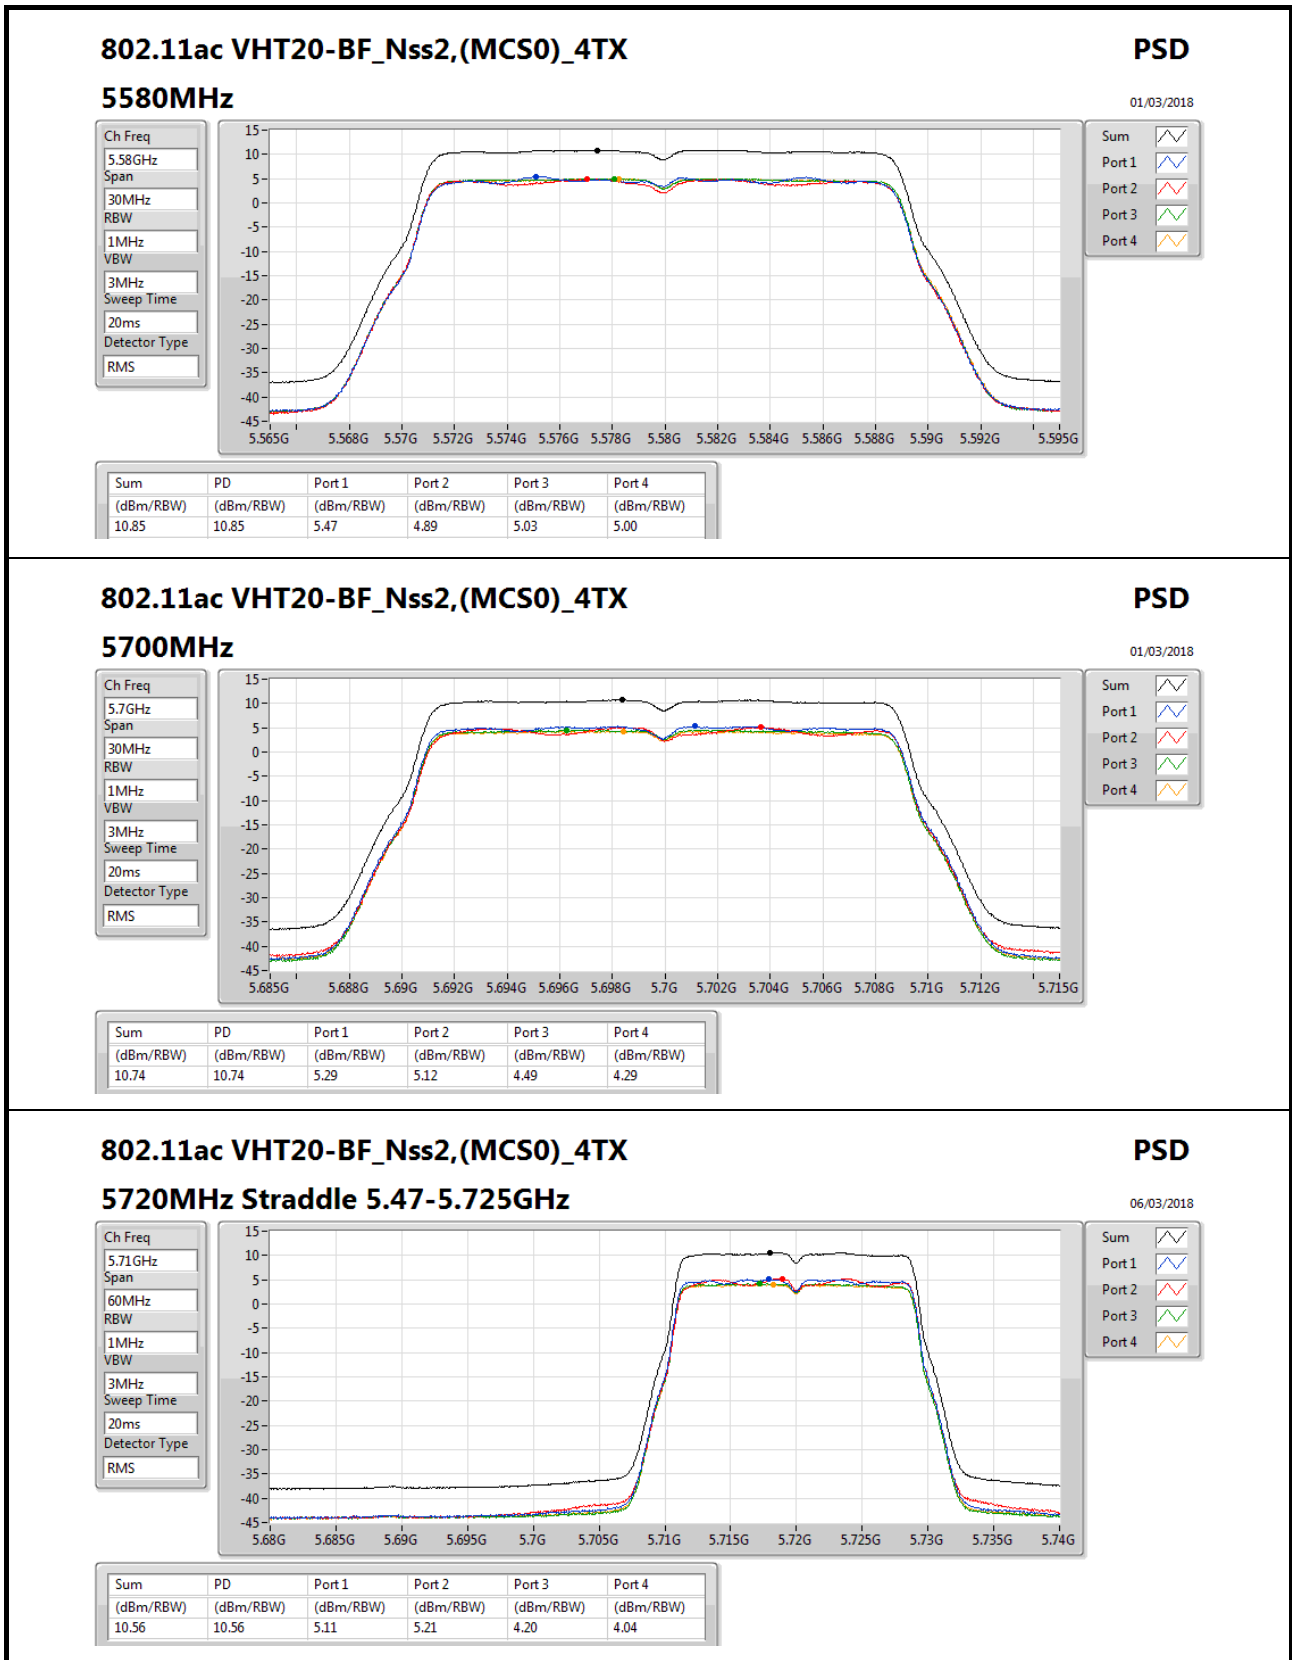 802.11ac VHT20-BF_Nss2,(MCS0)_4TX PSD
5580MHz 01/03/2018
Ch Freq
5.58GHz
Span
30MHz
RBW
1MHz
VBW
3MHz
Sweep Time
20ms
Detector Type
RMS
15
10
5
0
-5
-10
-15
-20
-25
-30
-35
-40
-45
5.565G 5.568G 5.57G 5.572G 5.574G 5.576G 5.578G 5.58G 5.582G 5.584G 5.586G 5.588G 5.59G 5.592G 5.595G
Sum
Port 1
Port 2
Port 3
Port 4
Sum PD Port 1 Port 2 Port 3 Port 4
(dBm/RBW) (dBm/RBW) (dBm/RBW) (dBm/RBW) (dBm/RBW) (dBm/RBW)
10.85 10.85 5.47 4.89 5.03 5.00
802.11ac VHT20-BF_Nss2,(MCS0)_4TX PSD
5700MHz 01/03/2018
Ch Freq
5.7GHz
Span
30MHz
RBW
1MHz
VBW
3MHz
Sweep Time
20ms
Detector Type
RMS
15
10
5
0
-5
-10
-15
-20
-25
-30
-35
-40
-45
5.685G 5.688G 5.69G 5.692G 5.694G 5.696G 5.698G 5.7G 5.702G 5.704G 5.706G 5.708G 5.71G 5.712G 5.715G
Sum
Port 1
Port 2
Port 3
Port 4
Sum PD Port 1 Port 2 Port 3 Port 4
(dBm/RBW) (dBm/RBW) (dBm/RBW) (dBm/RBW) (dBm/RBW) (dBm/RBW)
10.74 10.74 5.29 5.12 4.49 4.29
802.11ac VHT20-BF_Nss2,(MCS0)_4TX PSD
5720MHz Straddle 5.47-5.725GHz 06/03/2018
Ch Freq
5.71GHz
Span
60MHz
RBW
1MHz
VBW
3MHz
Sweep Time
20ms
Detector Type
RMS
15
10
5
0
-5
-10
-15
-20
-25
-30
-35
-40
-45
5.68G 5.685G 5.69G 5.695G 5.7G 5.705G 5.71G 5.715G 5.72G 5.725G 5.73G 5.735G 5.74G
Sum
Port 1
Port 2
Port 3
Port 4
Sum PD Port 1 Port 2 Port 3 Port 4
(dBm/RBW) (dBm/RBW) (dBm/RBW) (dBm/RBW) (dBm/RBW) (dBm/RBW)
10.56 10.56 5.11 5.21 4.20 4.04